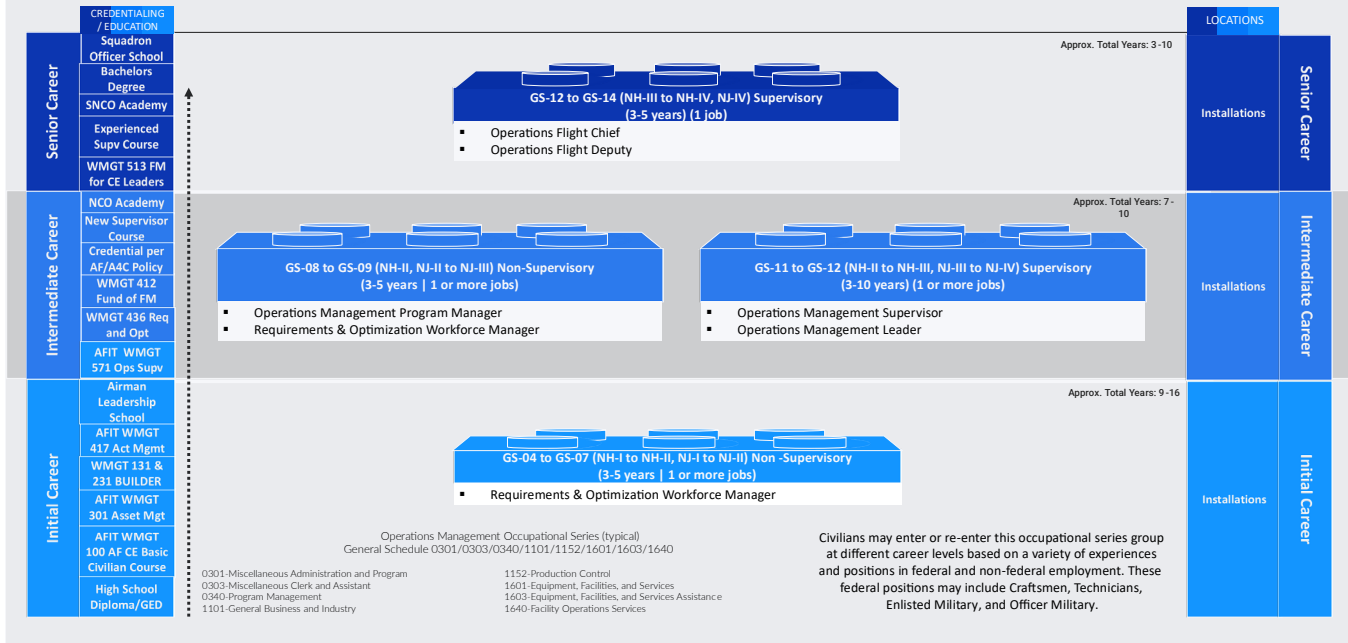 CREDENTIALING
/ EDUCATION
LOCATIONS
Approx. Total Years: 3-10
Senior Career
Squadron
Officer School
Bachelors
Degree
SNCO Academy
Experienced
Supv Course
WMGT 513 FM
for CE Leaders
GS-12 to GS-14 (NH-III to NH-IV, NJ-IV) Supervisory
(3-5 years) (1 job)
▪ Operations Flight Chief
▪ Operations Flight Deputy
Installations
Senior Career
Intermediate Career
NCO Academy
New Supervisor
Course
Credential per
AF/A4C Policy
WMGT 412
Fund of FM
WMGT 436 Req
and Opt
AFIT WMGT
571 Ops Supv
Approx. Total Years: 7-
10
GS-08 to GS-09 (NH-II, NJ-II to NJ-III) Non-Supervisory
(3-5 years | 1 or more jobs)
▪ Operations Management Program Manager
▪ Requirements & Optimization Workforce Manager
GS-11 to GS-12 (NH-II to NH-III, NJ-III to NJ-IV) Supervisory
(3-10 years) (1 or more jobs)
▪ Operations Management Supervisor
▪ Operations Management Leader
Installations
Intermediate Career
Initial Career
Airman
Leadership
School
AFIT WMGT
417 Act Mgmt
WMGT 131 &
231 BUILDER
AFIT WMGT
301 Asset Mgt
AFIT WMGT
100 AF CE Basic
Civilian Course
High School
Diploma/GED
Approx. Total Years: 9-16
GS-04 to GS-07 (NH-I to NH-II, NJ-I to NJ-II) Non -Supervisory
(3-5 years | 1 or more jobs)
▪ Requirements & Optimization Workforce Manager
Installations
Initial Career
Operations Management Occupational Series (typical)
General Schedule 0301/0303/0340/1101/1152/1601/1603/1640
0301-Miscellaneous Administration and Program
0303-Miscellaneous Clerk and Assistant
0340-Program Management
1101-General Business and Industry
1152-Production Control
1601-Equipment, Facilities, and Services
1603-Equipment, Facilities, and Services Assistance
1640-Facility Operations Services
Civilians may enter or re-enter this occupational series group
at different career levels based on a variety of experiences
and positions in federal and non-federal employment. These
federal positions may include Craftsmen, Technicians,
Enlisted Military, and Officer Military.